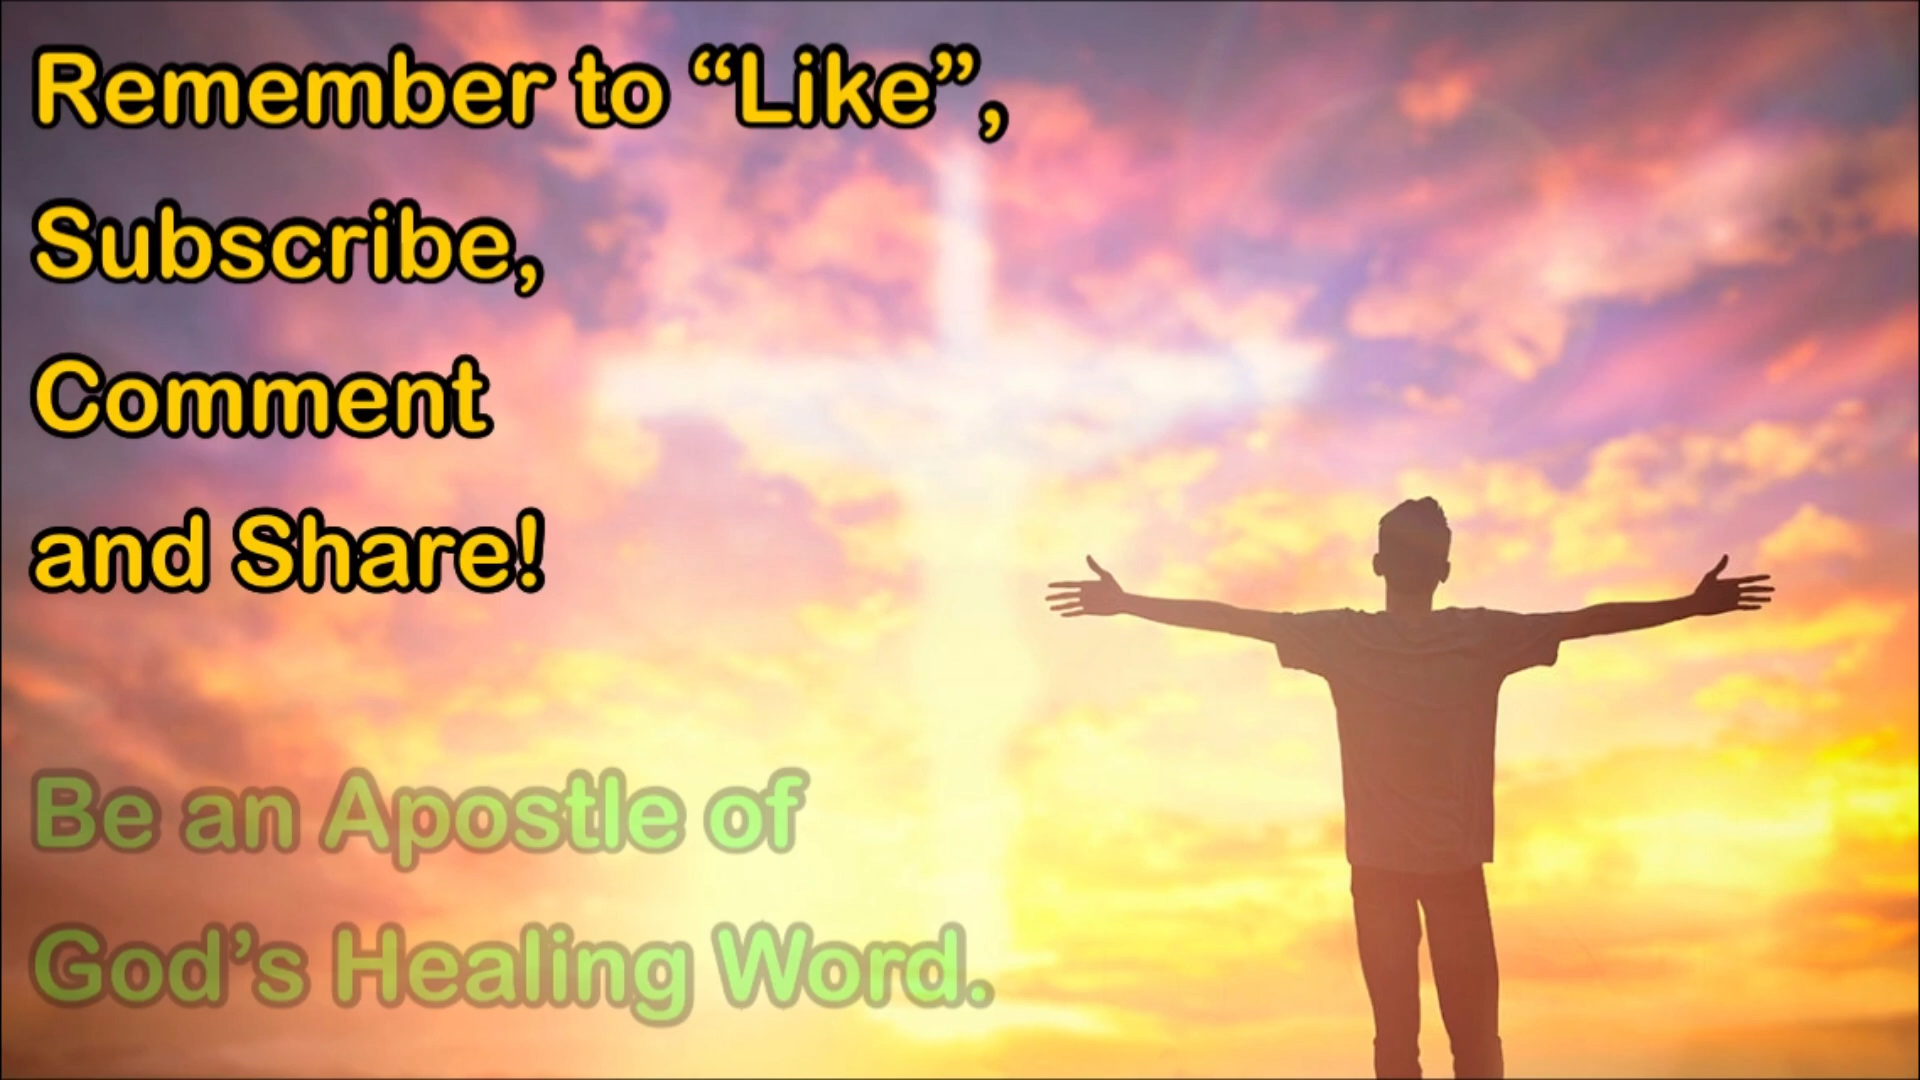 Remember to “Like”,
Subscribe,
Comment
and Share!
Be an Apostle of
God’s Healing Word.